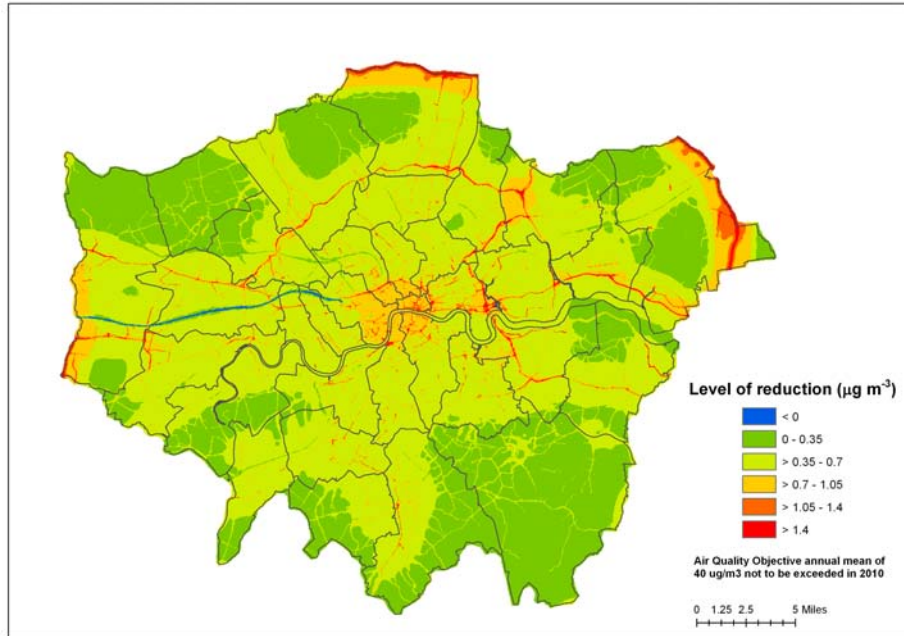 Level of reduction (µg m⁻³)
< 0
0 - 0.35
> 0.35 - 0.7
> 0.7 - 1.05
> 1.05 - 1.4
> 1.4
Air Quality Objective annual mean of
40 ug/m3 not to be exceeded in 2010
0 1.25 2.5 5 Miles